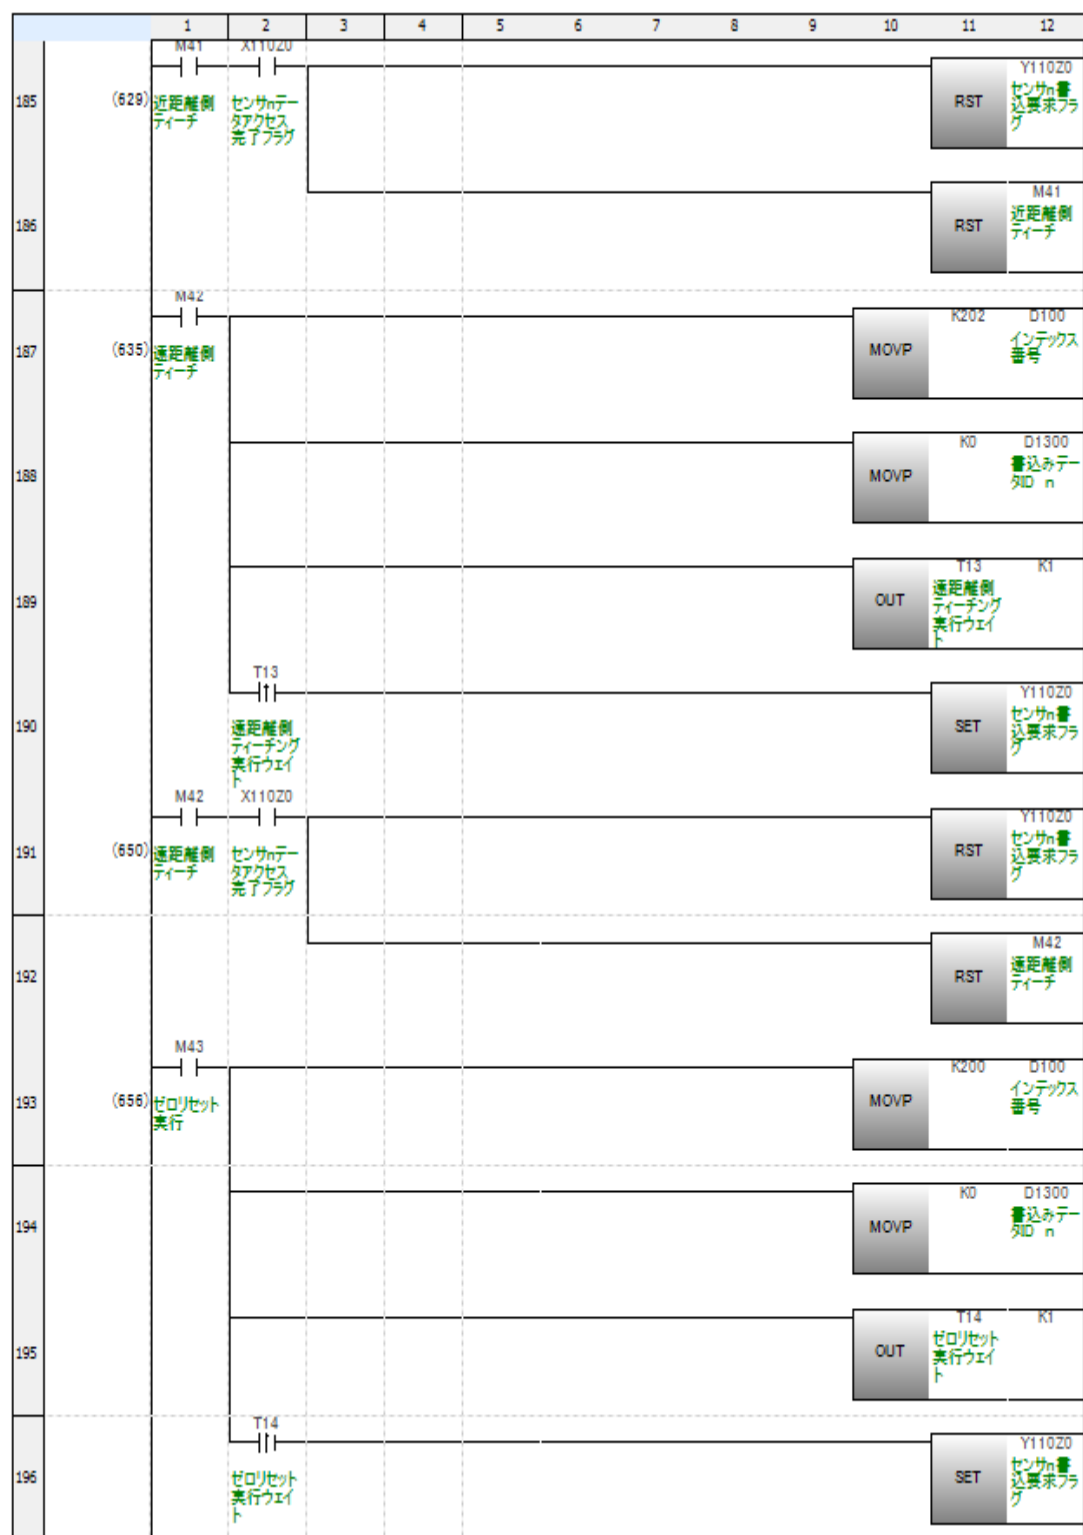 1 2 3 4 5 6 7 8 9 10 11 12
M41 X110Z0 Y110Z0
185 (629) 近距離側 センサnデー RST センサn書
ティーチ タアクセス 込要求フラ
完了フラグ グ
M41
186 RST 近距離側
ティーチ
M42 K202 D100
187 (635) 遠距離側 MOVP インデックス
ティーチ 番号
K0 D1300
188 MOVP 書込みデー
タID n
T13 K1
189 OUT 遠距離側
ティーチング
実行ウェイ
ト
T13 Y110Z0
190 遠距離側 SET センサn書
ティーチング 込要求フラ
実行ウェイ グ
ト
M42 X110Z0 Y110Z0
191 (650) 遠距離側 センサnデー RST センサn書
ティーチ タアクセス 込要求フラ
完了フラグ グ
M42
192 RST 遠距離側
ティーチ
M43 K200 D100
193 (656) ゼロリセット MOVP インデックス
実行 番号
K0 D1300
194 MOVP 書込みデー
タID n
T14 K1
195 OUT ゼロリセット
実行ウェイ
ト
T14 Y110Z0
196 ゼロリセット SET センサn書
実行ウェイ 込要求フラ
ト グ